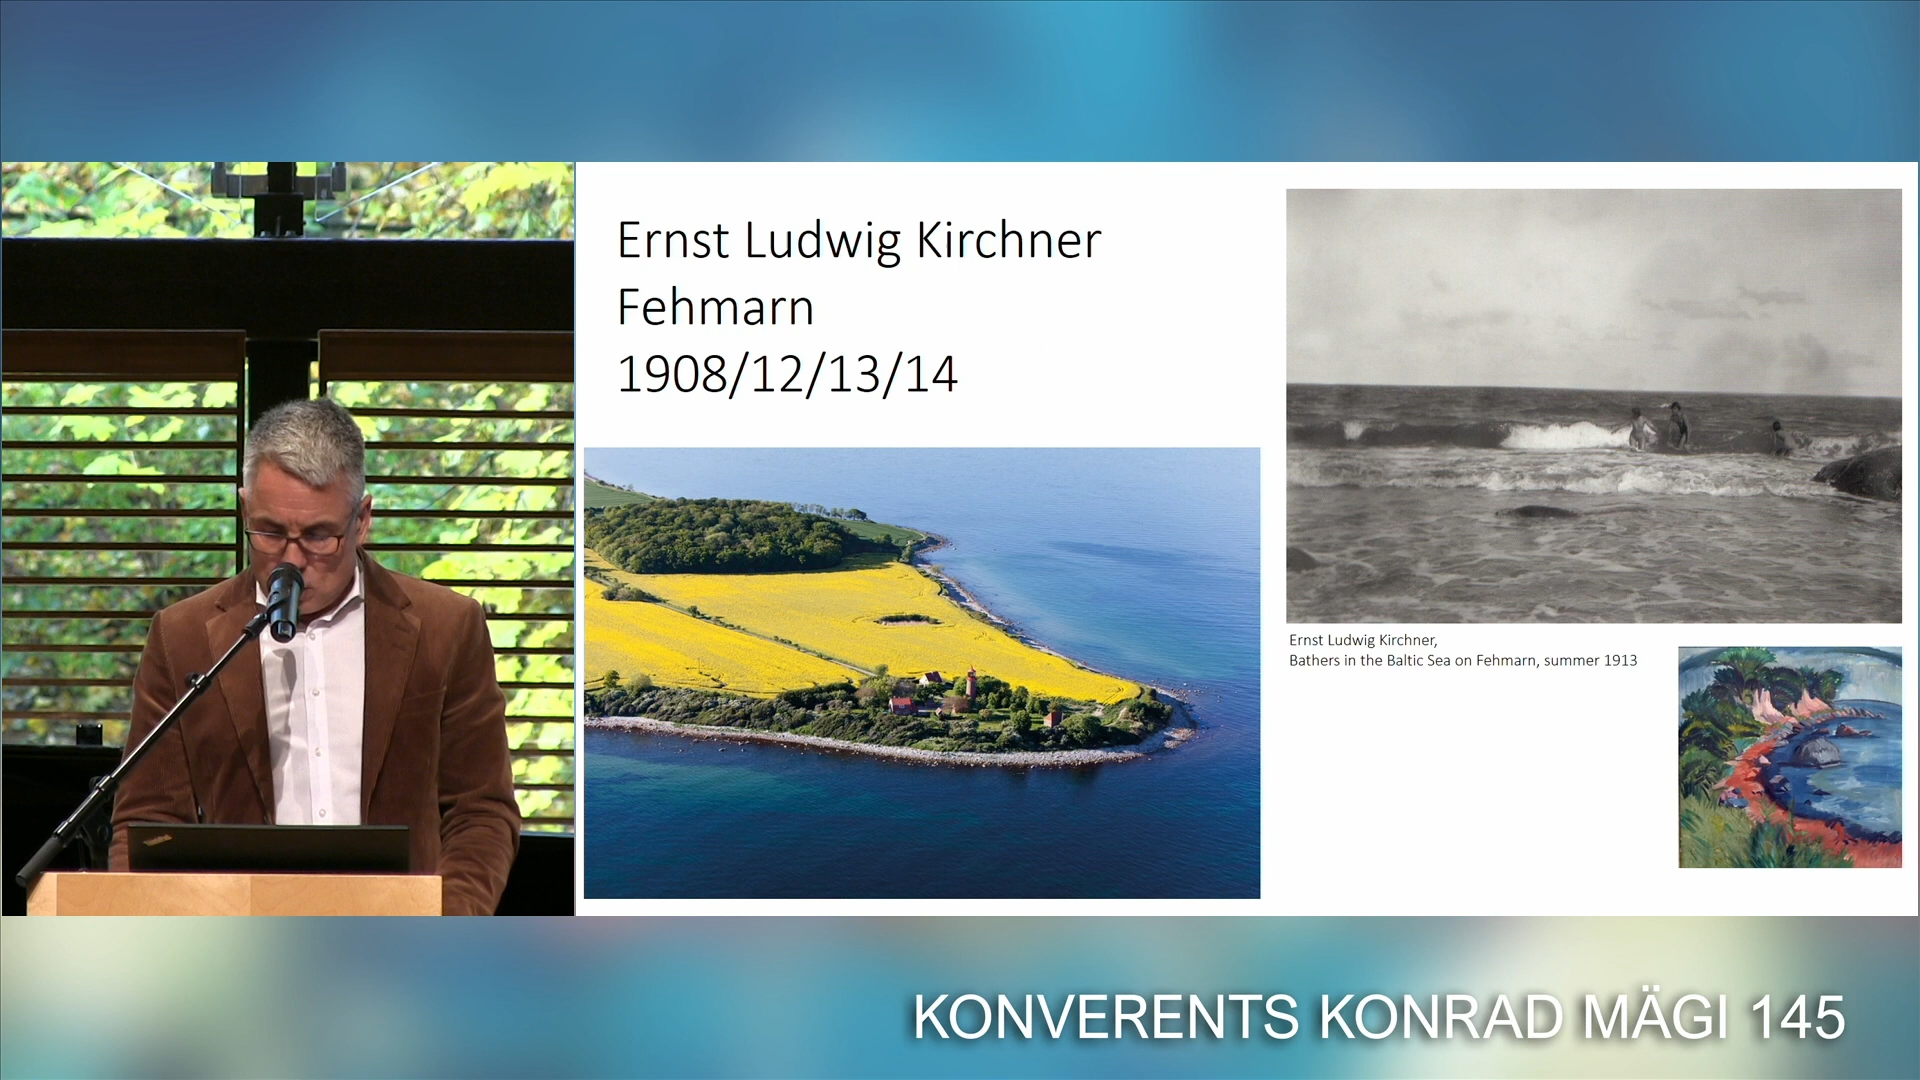 Ernst Ludwig Kirchner
Fehmarn
1908/12/13/14
Ernst Ludwig Kirchner,
Bathers in the Baltic Sea on Fehmarn, summer 1913
KONVERENTS KONRAD MÄGI 145